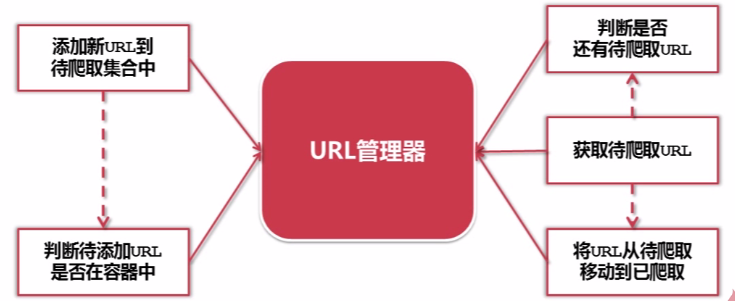 添加新URL到
待爬取集合中
判断待添加URL
是否在容器中
URL管理器
判断是否
还有待爬取URL
获取待爬取URL
将URL从待爬取
移动到已爬取